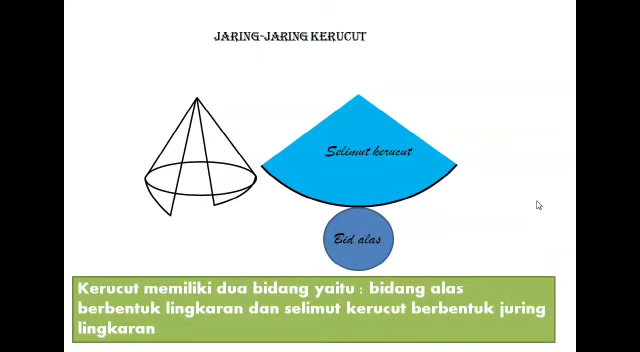 JARING-JARING KERUCUT
Selimut kerucut
Bid alas
Kerucut memiliki dua bidang yaitu : bidang alas
berbentuk lingkaran dan selimut kerucut berbentuk juring
lingkaran